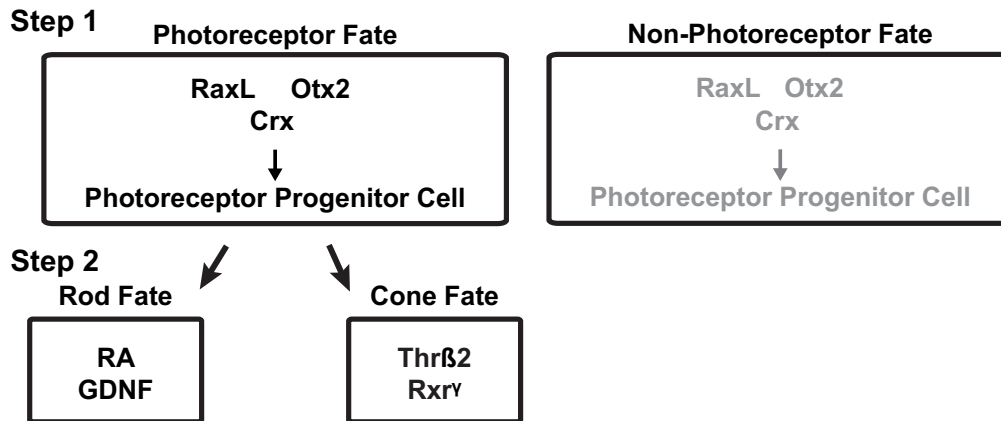 Step 1
Photoreceptor Fate
RaxL Otx2
Crx
Photoreceptor Progenitor Cell
Non-Photoreceptor Fate
RaxL Otx2
Crx
Photoreceptor Progenitor Cell
Step 2
Rod Fate
RA
GDNF
Cone Fate
Thrß2
Rxrγ